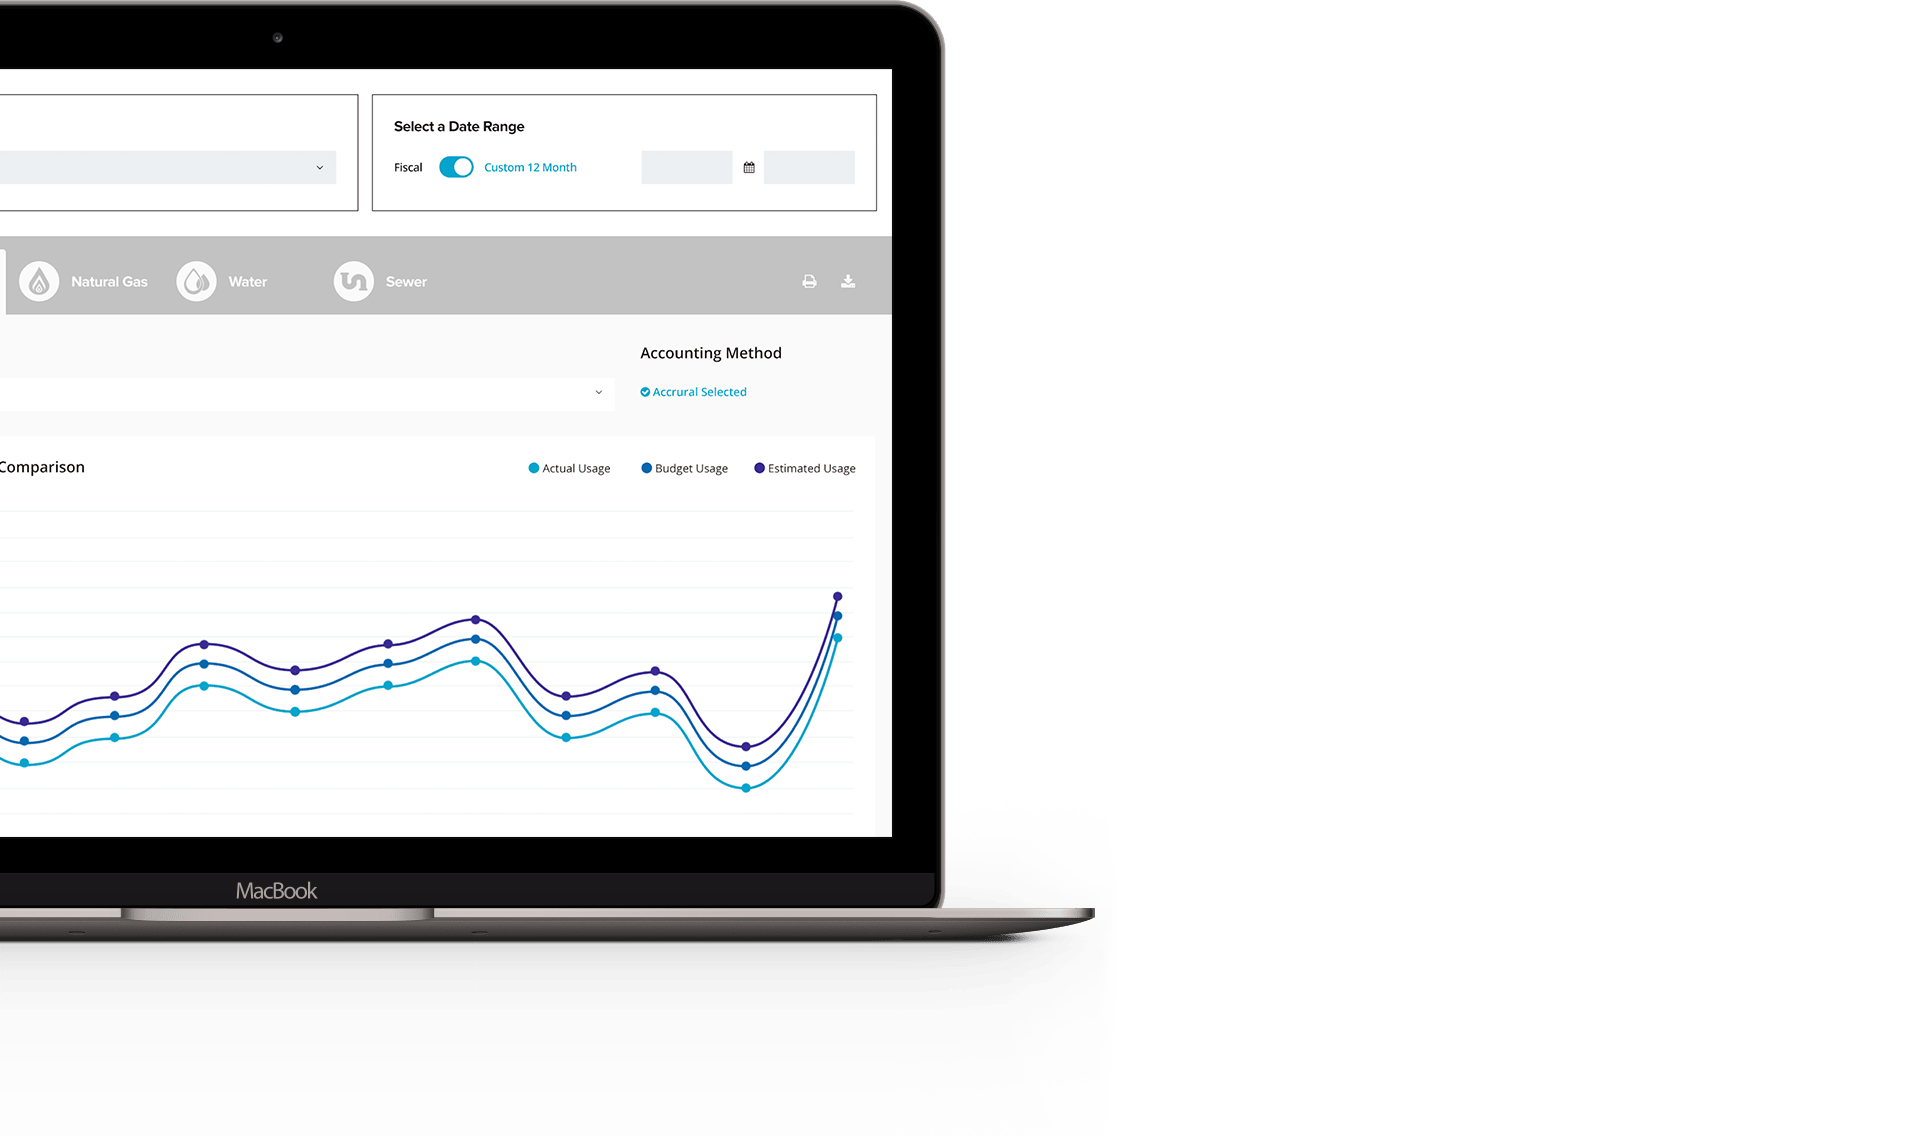 Select a Date Range
Fiscal Custom 12 Month
Natural Gas Water Sewer
Accounting Method
Accrural Selected
Comparison Actual Usage Budget Usage Estimated Usage
MacBook